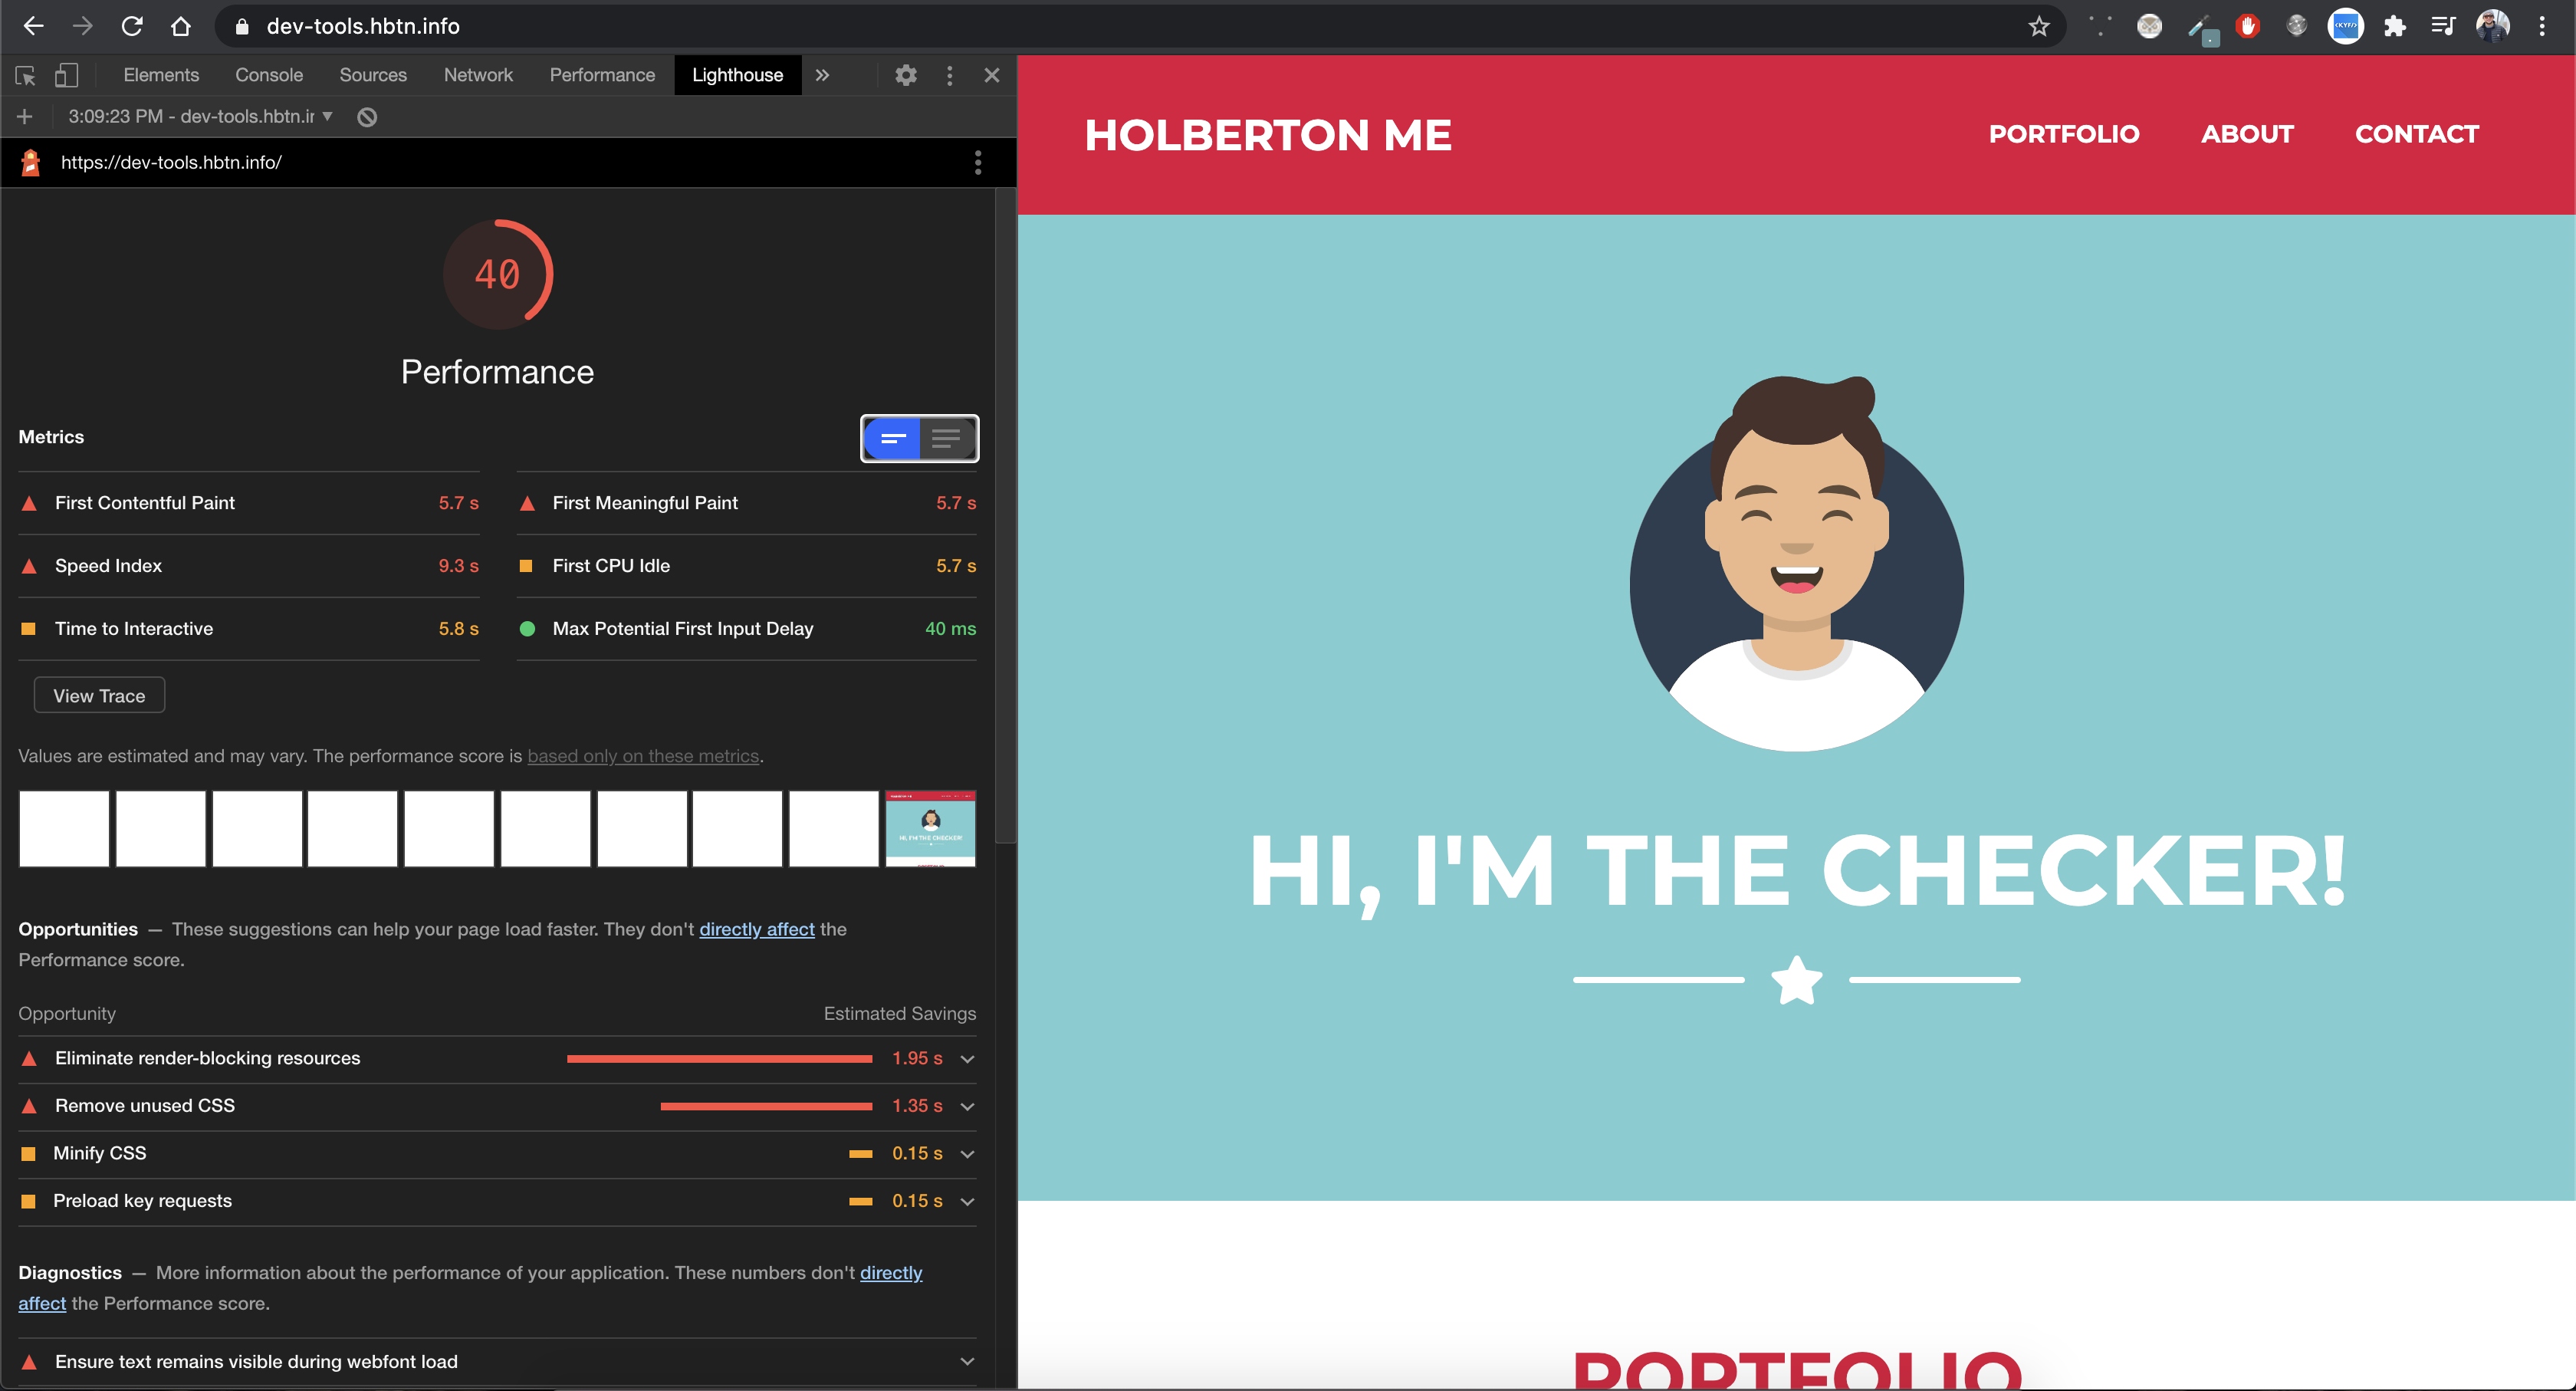 dev-tools.hbtn.info
Elements Console Sources Network Performance Lighthouse »
3:09:23 PM - dev-tools.hbtn.ir
https://dev-tools.hbtn.info/
40
Performance
Metrics
First Contentful Paint 5.7 s
First Meaningful Paint 5.7 s
Speed Index 9.3 s
First CPU Idle 5.7 s
Time to Interactive 5.8 s
Max Potential First Input Delay 40 ms
View Trace
Values are estimated and may vary. The performance score is based only on these metrics.
Opportunities — These suggestions can help your page load faster. They don't directly affect the
Performance score.
Opportunity Estimated Savings
Eliminate render-blocking resources 1.95 s
Remove unused CSS 1.35 s
Minify CSS 0.15 s
Preload key requests 0.15 s
Diagnostics — More information about the performance of your application. These numbers don't directly
affect the Performance score.
Ensure text remains visible during webfont load
HOLBERTON ME
PORTFOLIO ABOUT CONTACT
HI, I'M THE CHECKER!
PORTFOLIO